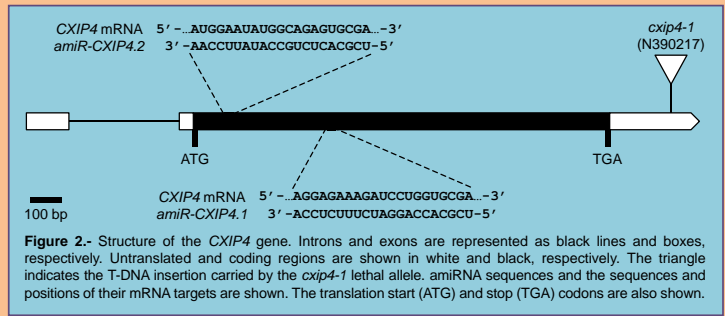 CXIP4 mRNA 5'-…AUGGAAUAUGGCAGAGUGCGA…-3'
amiR-CXIP4.2 3'-AACCUUAUACCGUCUCACGCU-5'
cxip4-1
(N390217)
ATG
TGA
100 bp
CXIP4 mRNA 5'-…AGGAGAAAGAUCCUGGUGCGA…-3'
amiR-CXIP4.1 3'-ACCUCUUUCUAGGACCACGCU-5'
Figure 2.- Structure of the CXIP4 gene. Introns and exons are represented as black lines and boxes,
respectively. Untranslated and coding regions are shown in white and black, respectively. The triangle
indicates the T-DNA insertion carried by the cxip4-1 lethal allele. amiRNA sequences and the sequences and
positions of their mRNA targets are shown. The translation start (ATG) and stop (TGA) codons are also shown.